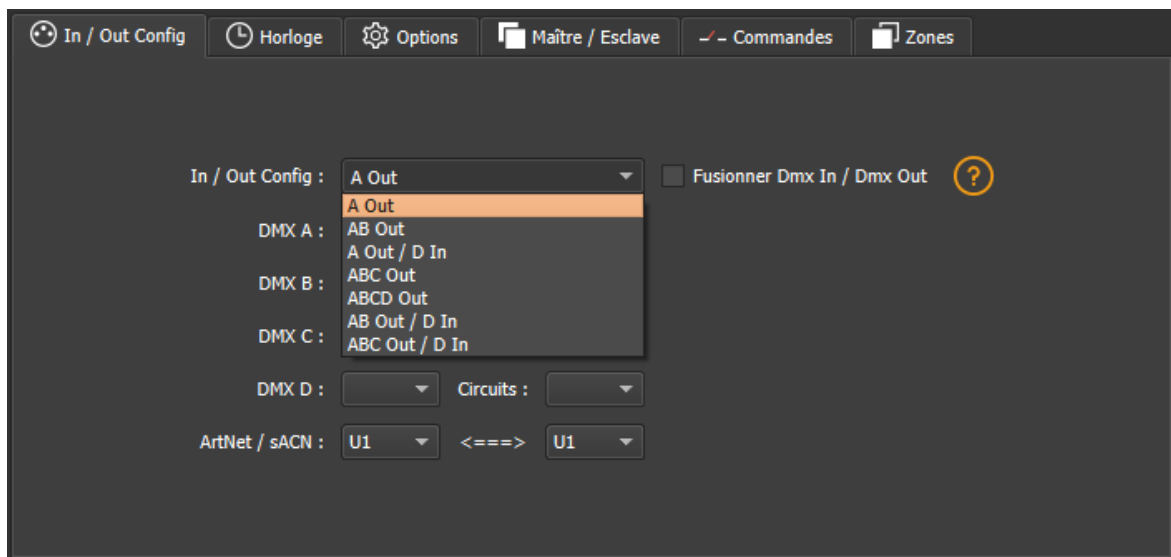 In / Out Config Horloge Options Maître / Esclave Commandes Zones
In / Out Config : A Out Fusionner Dmx In / Dmx Out ?
A Out
DMX A : AB Out
A Out / D In
DMX B : ABC Out
ABCD Out
AB Out / D In
DMX C : ABC Out / D In
DMX D : Circuits :
ArtNet / sACN : U1 <===> U1